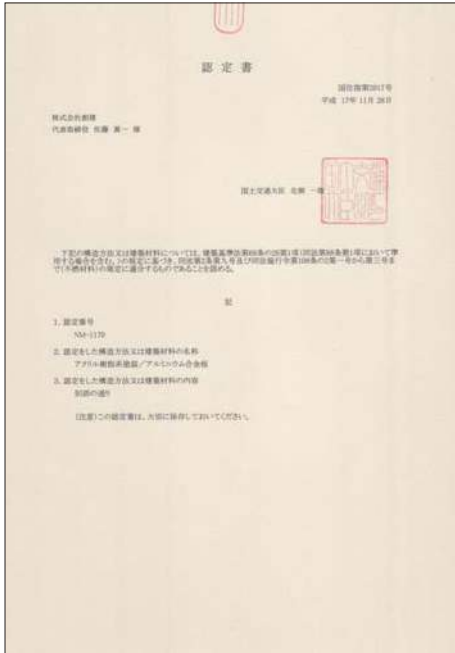 認定書
国住指第2017号
平成 17年 11月 28日
株式会社創建
代表取締役 佐藤 真一 様
国土交通大臣 北側 一雄
下記の構造方法又は建築材料については、建築基準法第68条の26第1項(同法第88条第1項において準
用する場合を含む。)の規定に基づき、同法第2条第九号及び同法施行令第108条の2第一号から第三号ま
で(不燃材料)の規定に適合するものであることを認める。
記
1. 認定番号
NM-1170
2. 認定をした構造方法又は建築材料の名称
アクリル樹脂系塗装/アルミニウム合金板
3. 認定をした構造方法又は建築材料の内容
別添の通り
(注意)この認定書は、大切に保存しておいてください。